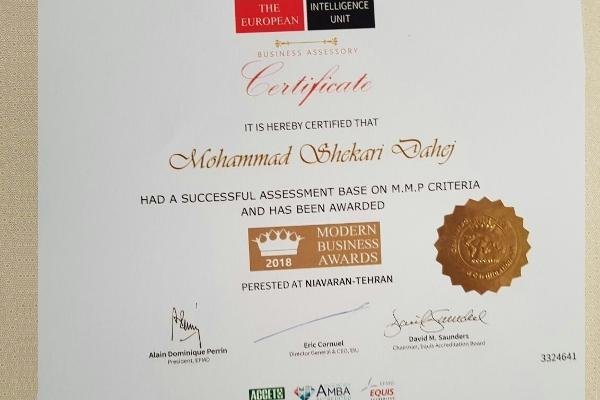 THE EUROPEAN
INTELLIGENCE UNIT
BUSINESS ASSESSORY
Certificate
IT IS HEREBY CERTIFIED THAT
Mohammad Shekari Dahej
HAD A SUCCESSFUL ASSESSMENT BASE ON M.M.P CRITERIA
AND HAS BEEN AWARDED
2018
MODERN
BUSINESS
AWARDS
PERESTED AT NIAVARAN-TEHRAN
Alain Dominique Perrin
President, EFMD
Eric Cornuel
Director General & CEO, EIU
David M. Saunders
Chairman, Equis Accreditation Board
3324641
AMBA
EFMD
EQUIS